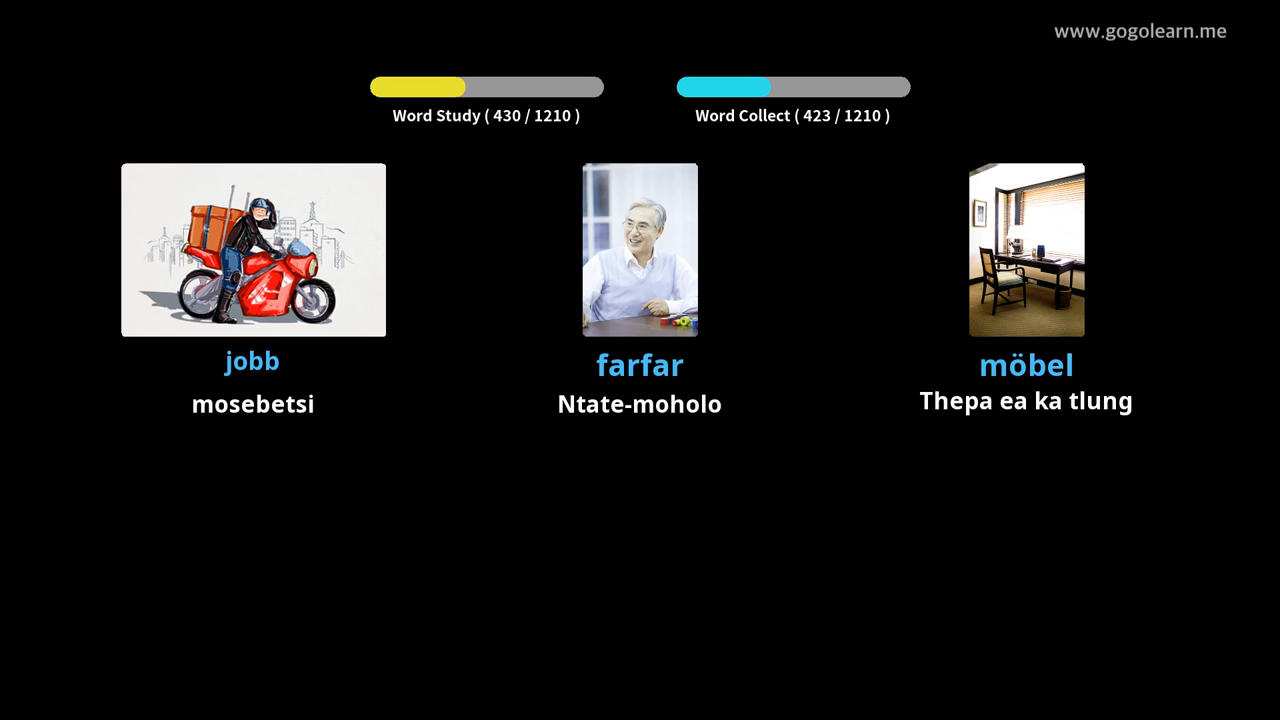 www.gogolearn.me
Word Study ( 430 / 1210 )
Word Collect ( 423 / 1210 )
jobb
farfar
möbel
mosebetsi
Ntate-moholo
Thepa ea ka tlung